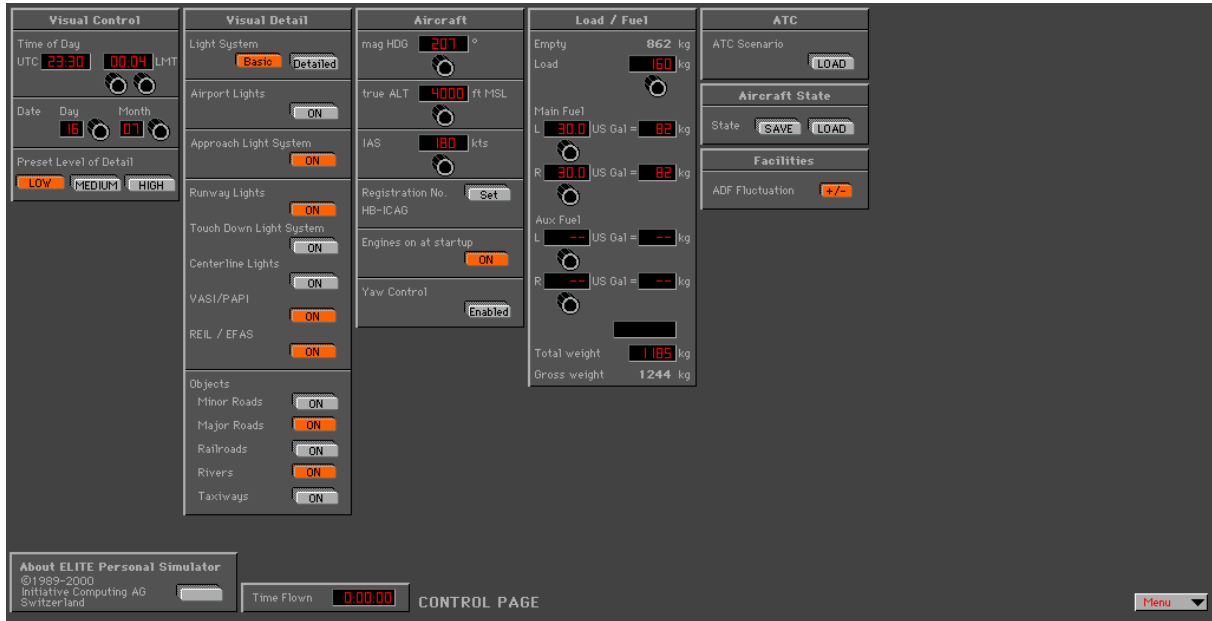 Visual Control
Time of Day
UTC 23:30 00:04 LMT
Date Day Month
16 07
Preset Level of Detail
LOW MEDIUM HIGH
Visual Detail
Light System
Basic Detailed
Airport Lights
ON
Approach Light System
ON
Runway Lights
ON
Touch Down Light System
ON
Centerline Lights
ON
VASI/PAPI
ON
REIL / EFAS
ON
Objects
Minor Roads ON
Major Roads ON
Railroads ON
Rivers ON
Taxiways ON
Aircraft
mag HDG 207 °
true ALT 4000 ft MSL
IAS 180 kts
Registration No. Set
HB-ICAG
Engines on at startup
ON
Yaw Control
Enabled
Load / Fuel
Empty 862 kg
Load 160 kg
Main Fuel
L 30.0 US Gal = 82 kg
R 30.0 US Gal = 82 kg
Aux Fuel
L -- US Gal = -- kg
R -- US Gal = -- kg
Total weight 1185 kg
Gross weight 1244 kg
ATC
ATC Scenario
LOAD
Aircraft State
State SAVE LOAD
Facilities
ADF Fluctuation +/-
About ELITE Personal Simulator
©1989-2000
Initiative Computing AG
Switzerland
Time Flown 0:00:00
CONTROL PAGE
Menu